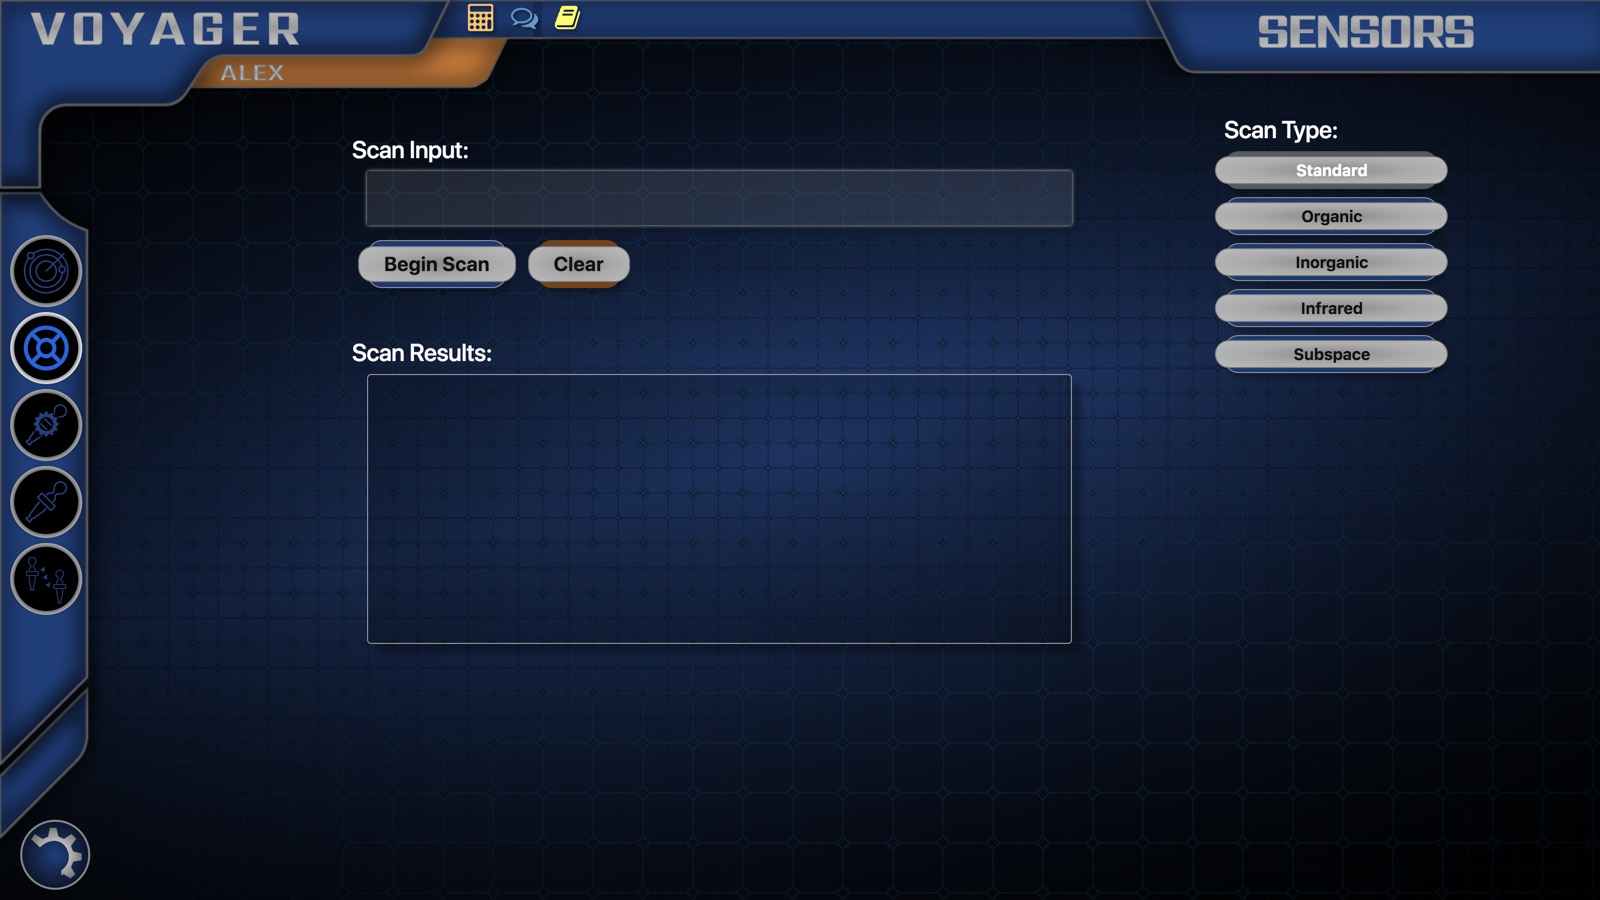 VOYAGER
ALEX
SENSORS
Scan Input:
Begin Scan
Clear
Scan Results:
Scan Type:
Standard
Organic
Inorganic
Infrared
Subspace